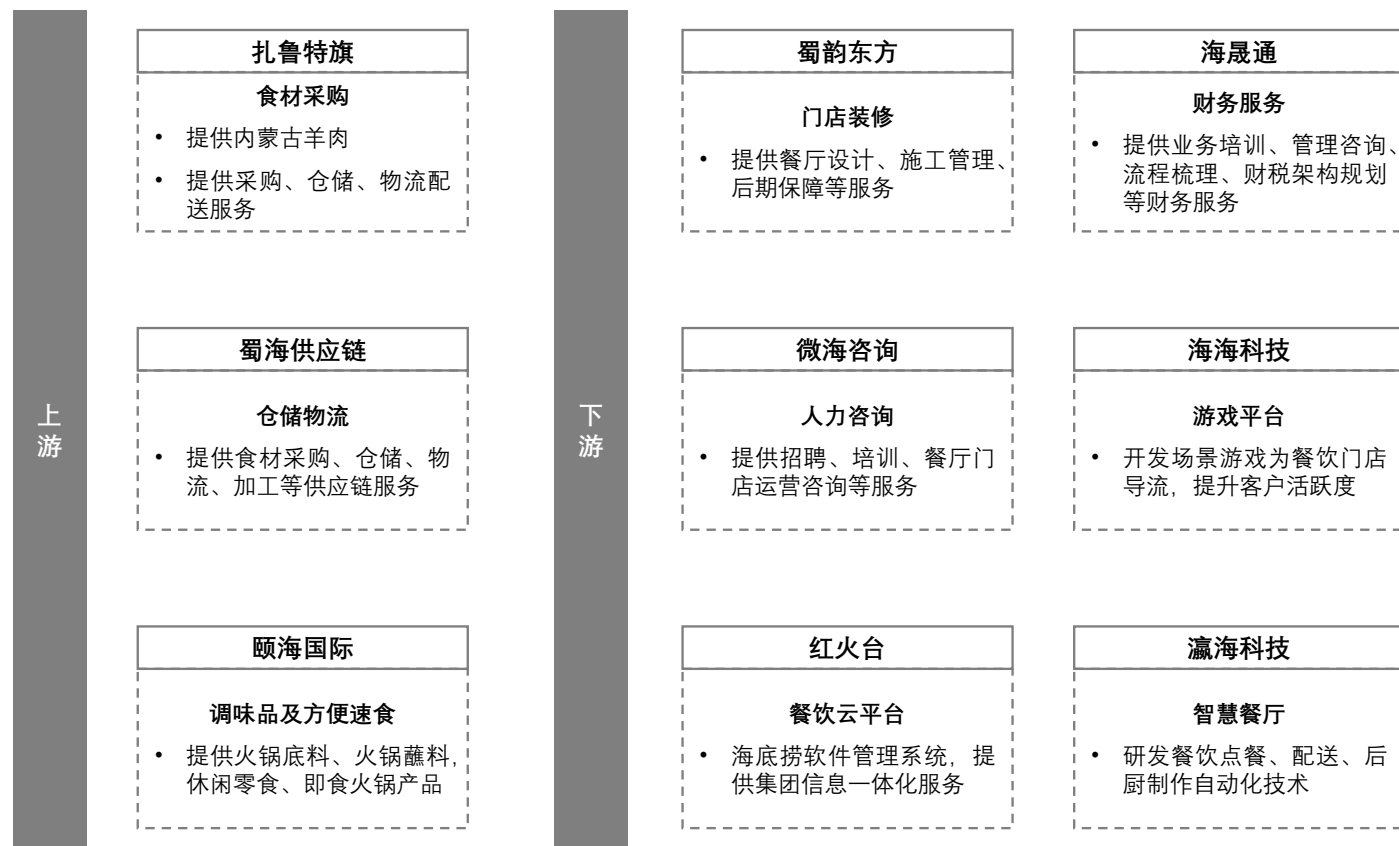 上
游
扎鲁特旗
食材采购
• 提供内蒙古羊肉
• 提供采购、仓储、物流配
送服务
蜀海供应链
仓储物流
• 提供食材采购、仓储、物
流、加工等供应链服务
颐海国际
调味品及方便速食
• 提供火锅底料、火锅蘸料，
休闲零食、即食火锅产品
下
游
蜀韵东方
门店装修
• 提供餐厅设计、施工管理、
后期保障等服务
海晟通
财务服务
• 提供业务培训、管理咨询、
流程梳理、财税架构规划
等财务服务
微海咨询
人力咨询
• 提供招聘、培训、餐厅门
店运营咨询等服务
海海科技
游戏平台
• 开发场景游戏为餐饮门店
导流，提升客户活跃度
红火台
餐饮云平台
• 海底捞软件管理系统，提
供集团信息一体化服务
瀛海科技
智慧餐厅
• 研发餐饮点餐、配送、后
厨制作自动化技术